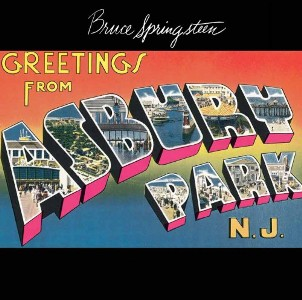 Bruce Springsteen
GREETINGS
FROM
ASBURY
PARK
N.J.